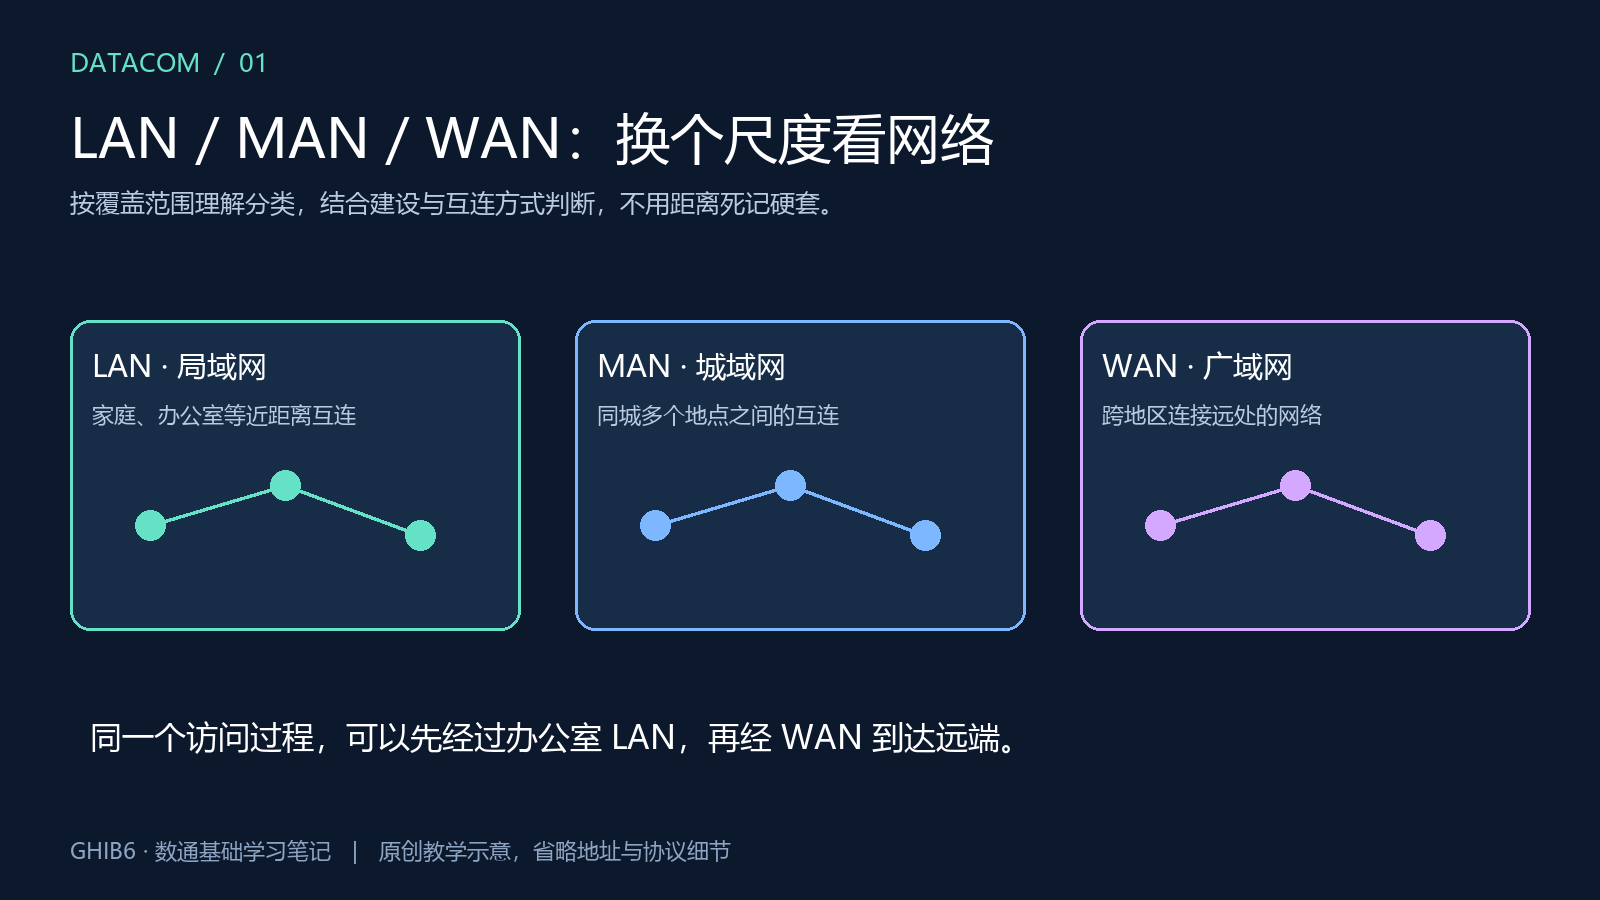 DATACOM / 01
LAN / MAN / WAN：换个尺度看网络
按覆盖范围理解分类，结合建设与互连方式判断，不用距离死记硬套。
LAN · 局域网
家庭、办公室等近距离互连
MAN · 城域网
同城多个地点之间的互连
WAN · 广域网
跨地区连接远处的网络
同一个访问过程，可以先经过办公室 LAN，再经 WAN 到达远端。
GHIB6 · 数通基础学习笔记 | 原创教学示意，省略地址与协议细节